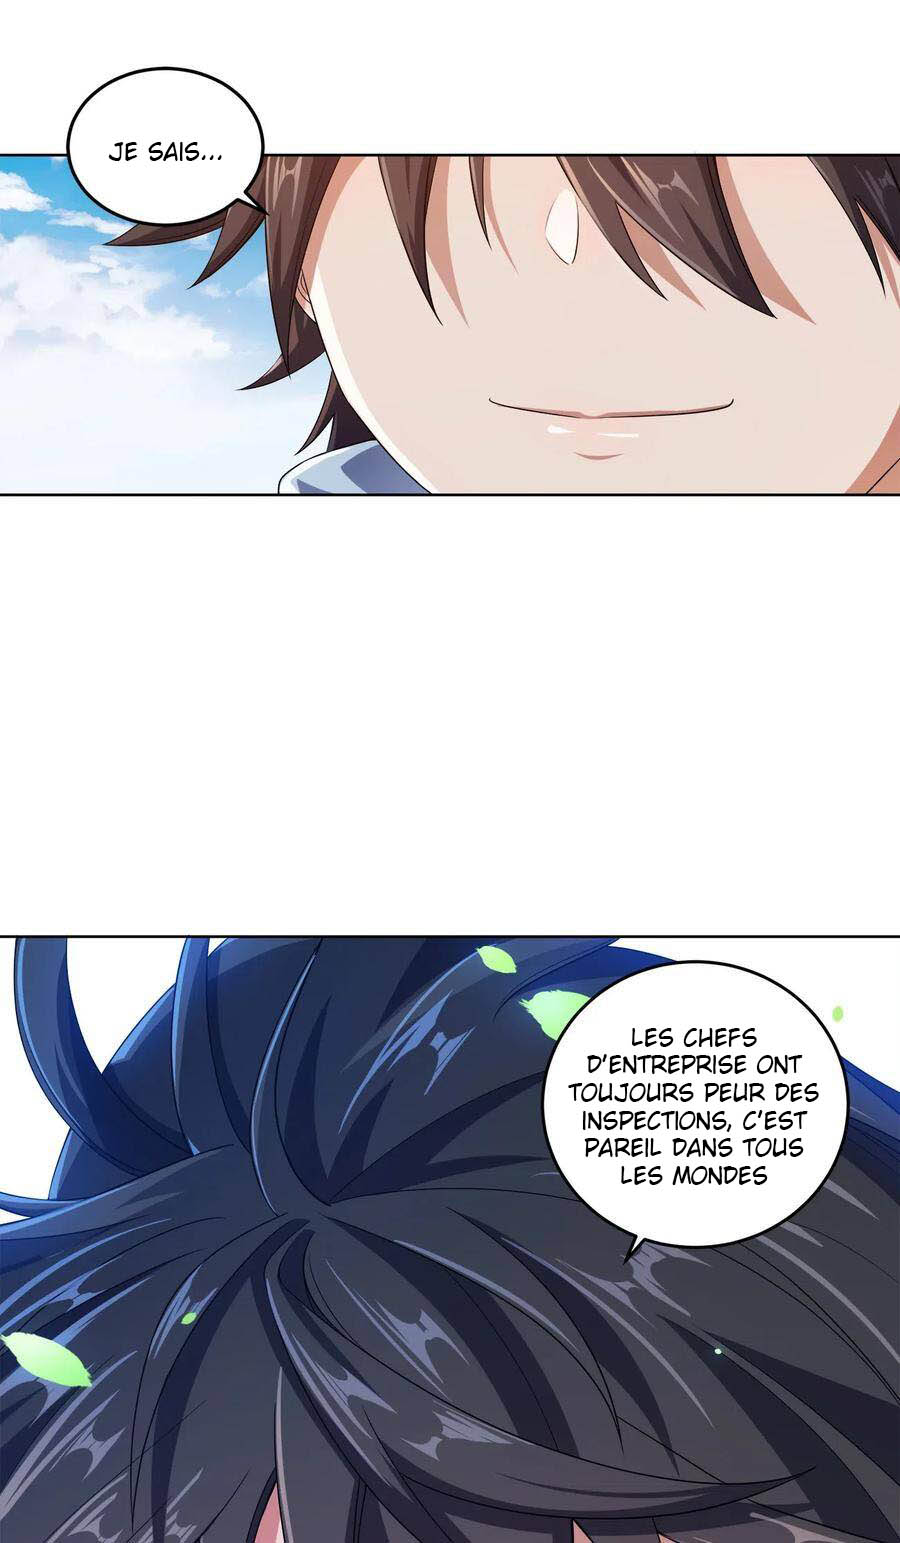 JE SAIS...
LES CHEFS
D'ENTREPRISE ONT
TOUJOURS PEUR DES
INSPECTIONS, C'EST
PAREIL DANS TOUS
LES MONDES